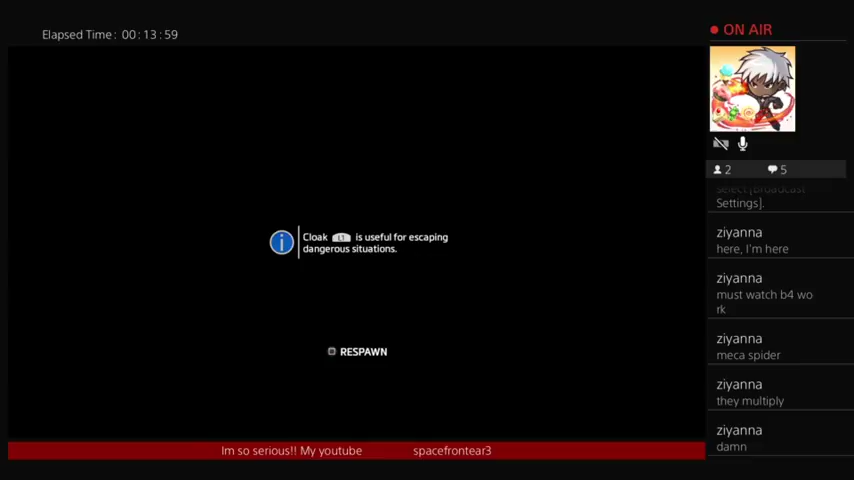 Elapsed Time: 00:13:59
ON AIR
2
5
select [Broadcast
Settings].
ziyanna
here, I'm here
ziyanna
must watch b4 wo
rk
ziyanna
meca spider
ziyanna
they multiply
ziyanna
damn
Cloak L1 is useful for escaping
dangerous situations.
RESPAWN
Im so serious!! My youtube spacefrontear3